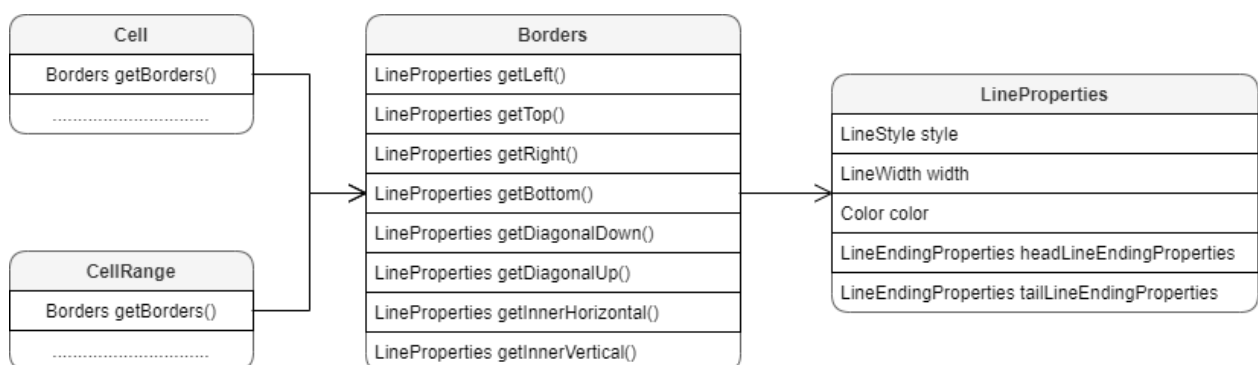 Cell
Borders getBorders()
................................
CellRange
Borders getBorders()
................................
Borders
LineProperties getLeft()
LineProperties getTop()
LineProperties getRight()
LineProperties getBottom()
LineProperties getDiagonalDown()
LineProperties getDiagonalUp()
LineProperties getInnerHorizontal()
LineProperties getInnerVertical()
LineProperties
LineStyle style
LineWidth width
Color color
LineEndingProperties headLineEndingProperties
LineEndingProperties tailLineEndingProperties